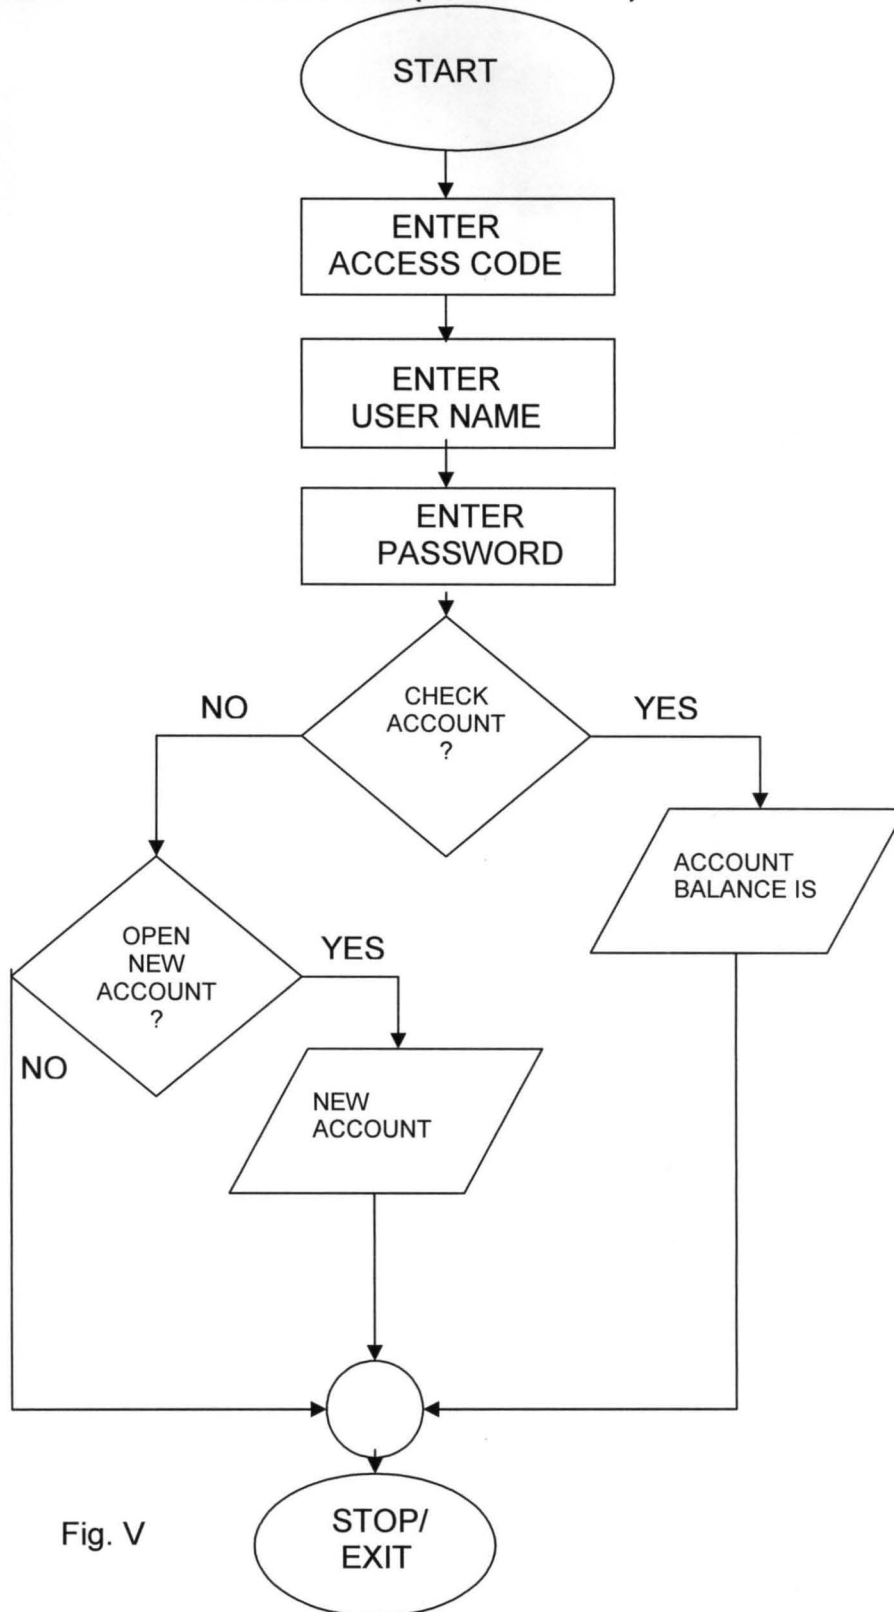 START
ENTER
ACCESS CODE
ENTER
USER NAME
ENTER
PASSWORD
CHECK
ACCOUNT
?
NO
YES
ACCOUNT
BALANCE IS
OPEN
NEW
ACCOUNT
?
YES
NO
NEW
ACCOUNT
STOP/
EXIT
Fig. V